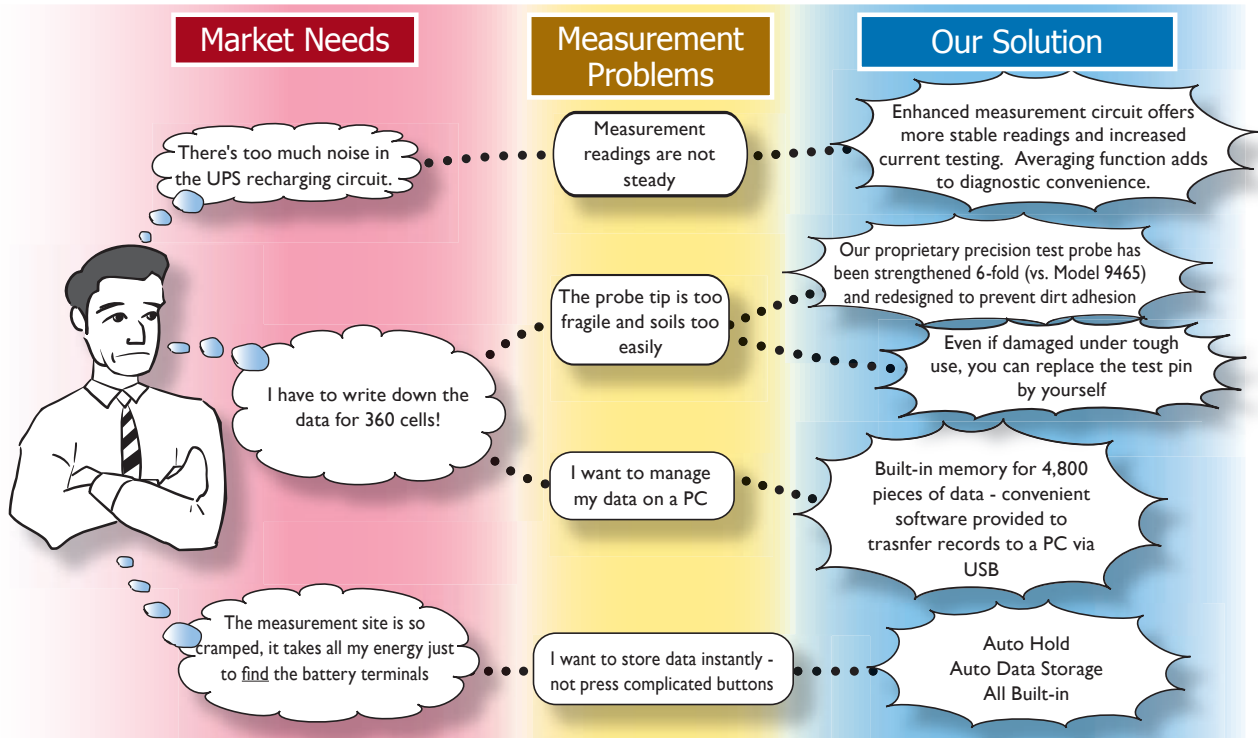 Market Needs
Measurement
Problems
Our Solution
There's too much noise in
the UPS recharging circuit.
Measurement
readings are not
steady
Enhanced measurement circuit offers
more stable readings and increased
current testing. Averaging function adds
to diagnostic convenience.
I have to write down the
data for 360 cells!
The probe tip is too
fragile and soils too
easily
Our proprietary precision test probe has
been strengthened 6-fold (vs. Model 9465)
and redesigned to prevent dirt adhesion
Even if damaged under tough
use, you can replace the test pin
by yourself
I want to manage
my data on a PC
Built-in memory for 4,800
pieces of data - convenient
software provided to
trasnfer records to a PC via
USB
The measurement site is so
cramped, it takes all my energy just
to find the battery terminals
I want to store data instantly -
not press complicated buttons
Auto Hold
Auto Data Storage
All Built-in